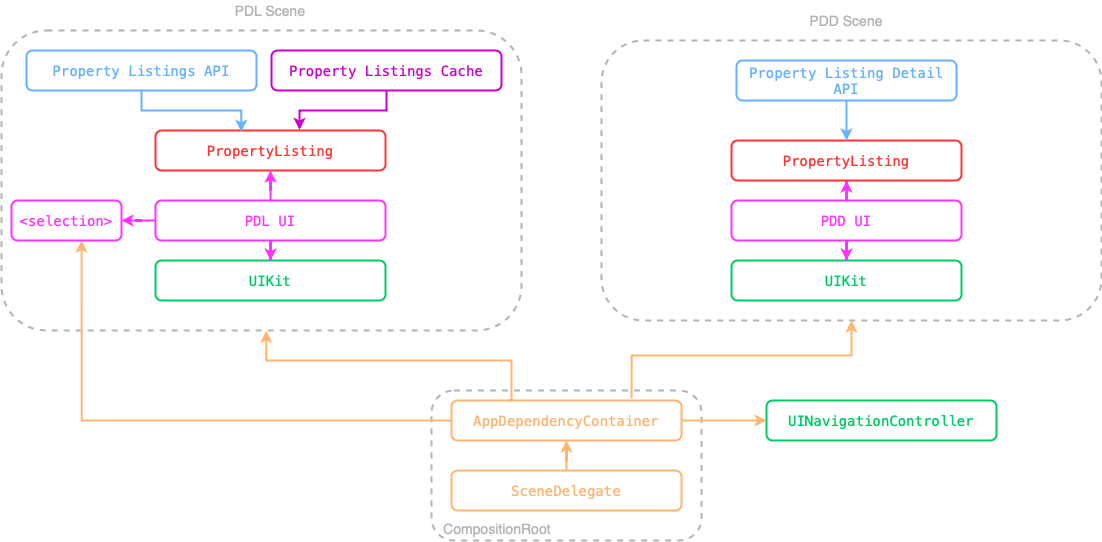 PDL Scene
PDD Scene
Property Listings API
Property Listings Cache
Property Listing Detail
API
PropertyListing
PropertyListing
<selection>
PDL UI
PDD UI
UIKit
UIKit
AppDependencyContainer
UINavigationController
SceneDelegate
CompositionRoot